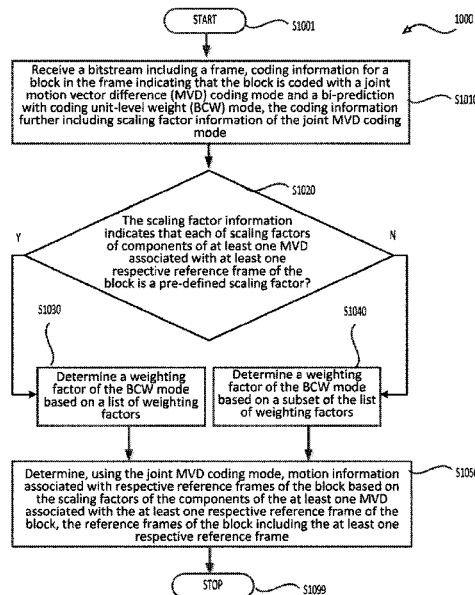 START
S1001
1000
Receive a bitstream including a frame, coding information for a
block in the frame indicating that the block is coded with a joint
motion vector difference (MVD) coding mode and a bi-prediction
with coding unit-level weight (BCW) mode, the coding information
further including scaling factor information of the joint MVD coding
mode
S1010
S1020
The scaling factor information
indicates that each of scaling factors
of components of at least one MVD
associated with at least one
respective reference frame of the
block is a pre-defined scaling factor?
Y
N
S1030
S1040
Determine a weighting
factor of the BCW mode
based on a list of weighting
factors
Determine a weighting
factor of the BCW mode
based on a subset of the list
of weighting factors
Determine, using the joint MVD coding mode, motion information
associated with respective reference frames of the block based on
the scaling factors of the components of the at least one MVD
associated with the at least one respective reference frame of the
block, the reference frames of the block including the at least one
respective reference frame
S1050
STOP
S1099